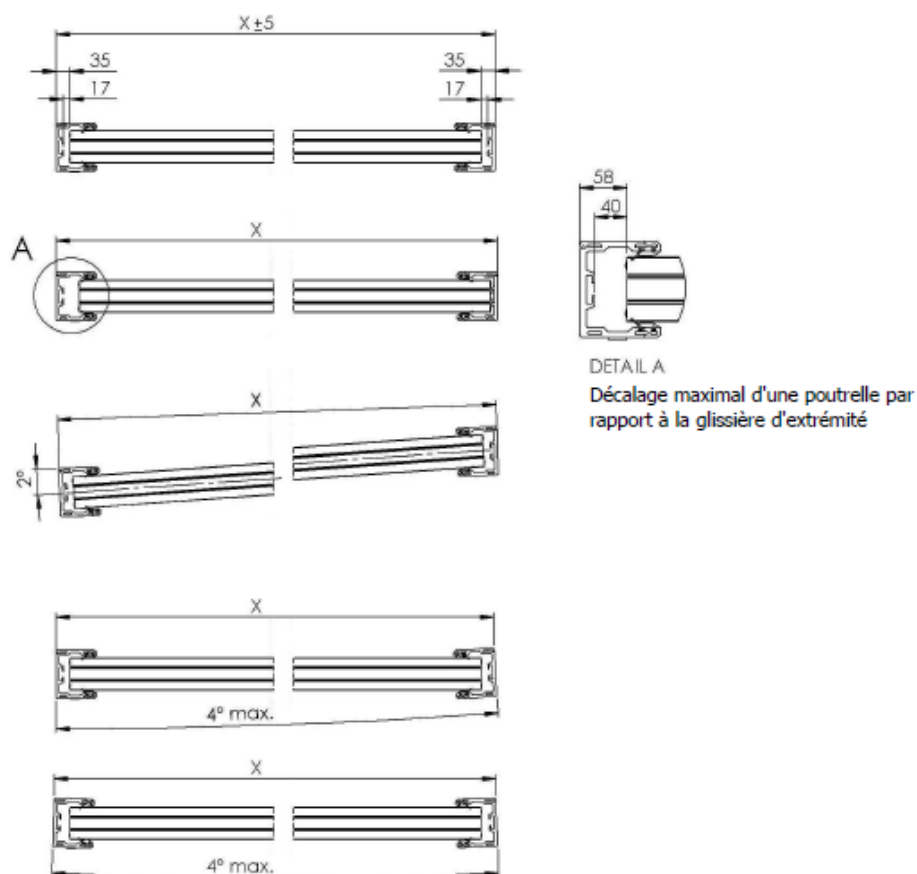 X ±5
35
35
17
17
58
40
X
A
DETAIL A
Décalage maximal d'une poutrelle par
rapport à la glissière d'extrémité
X
2°
X
4° max.
X
4° max.